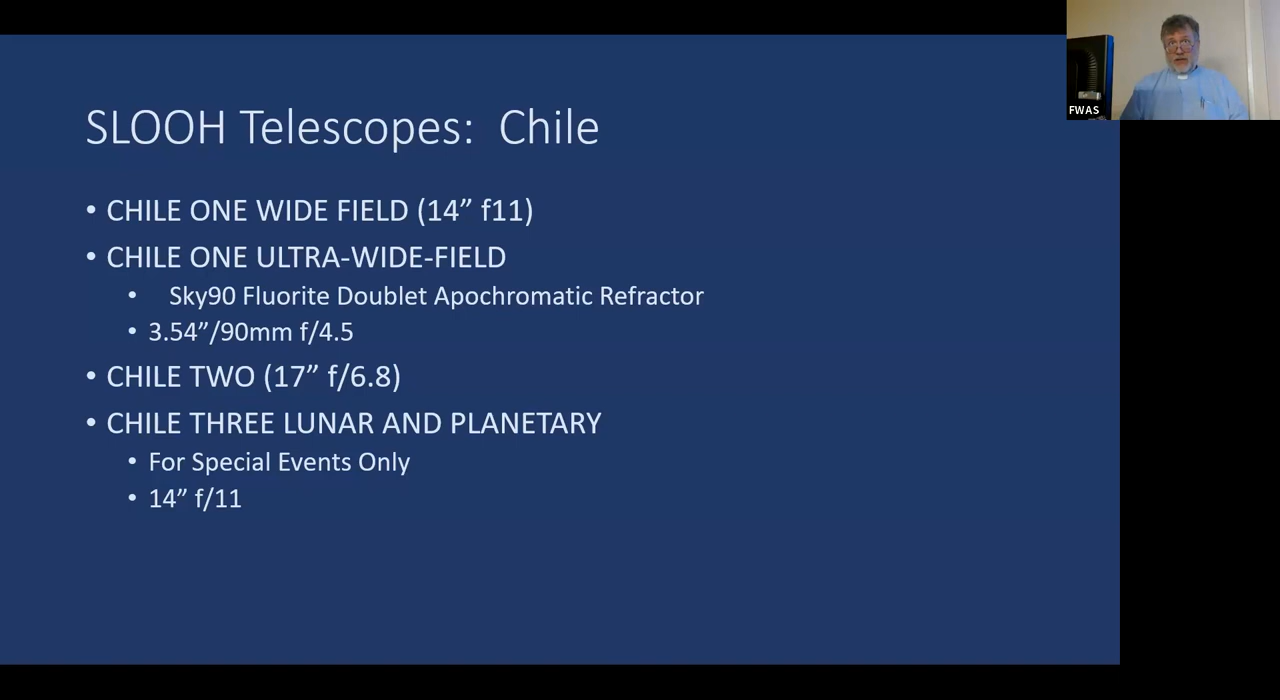 SLOOH Telescopes:  Chile
• CHILE ONE WIDE FIELD (14” f11)
• CHILE ONE ULTRA-WIDE-FIELD
• Sky90 Fluorite Doublet Apochromatic Refractor
• 3.54”/90mm f/4.5
• CHILE TWO (17” f/6.8)
• CHILE THREE LUNAR AND PLANETARY
• For Special Events Only
• 14” f/11
FWAS